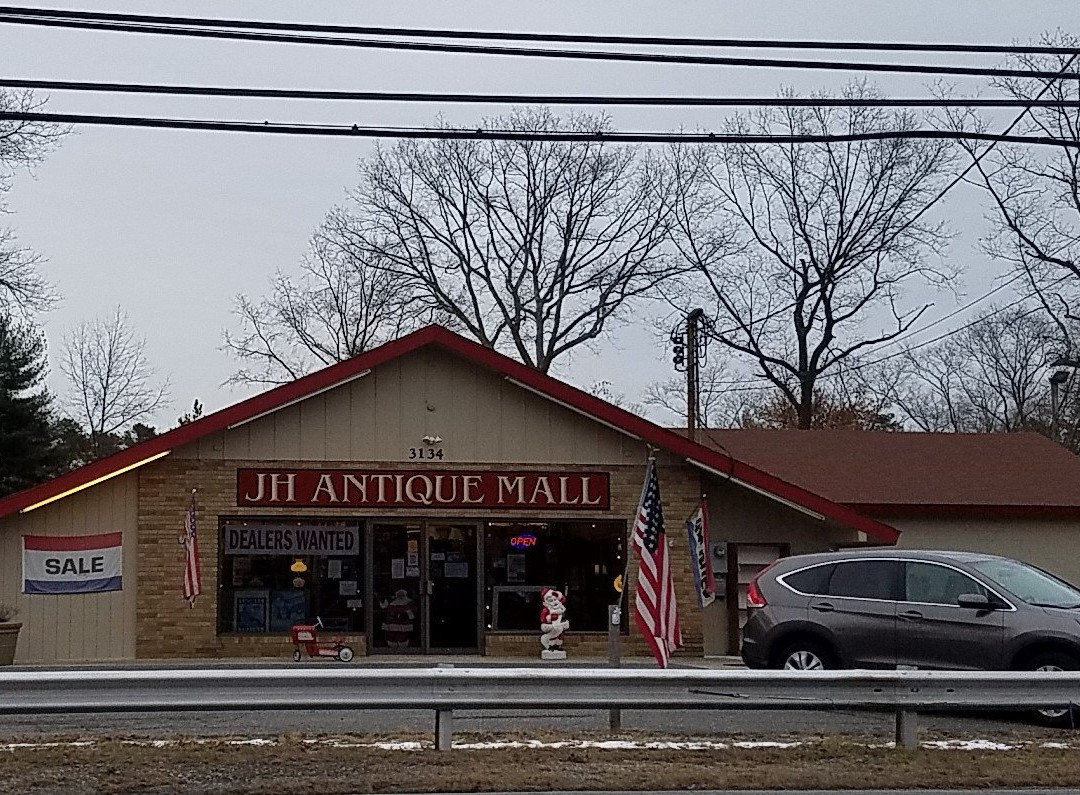 3134
JH ANTIQUE MALL
DEALERS WANTED
OPEN
SALE